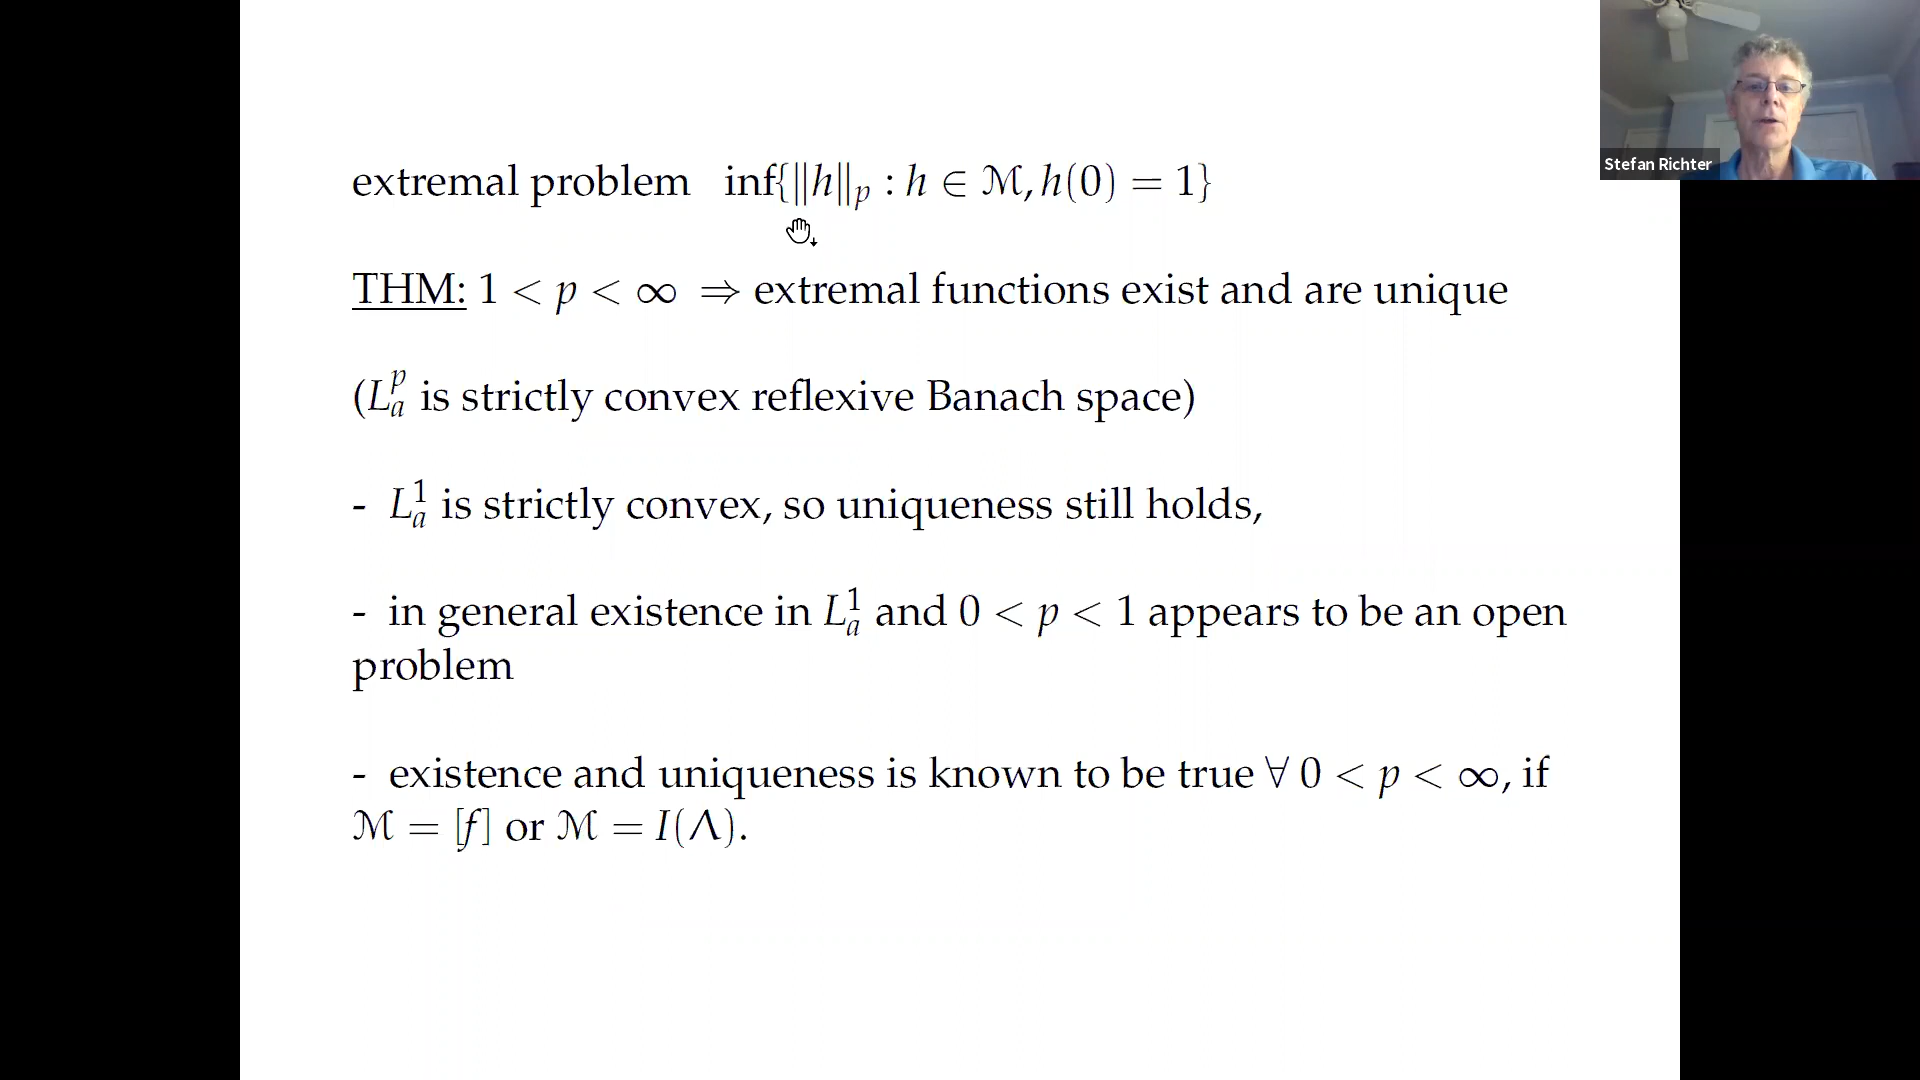 extremal problem inf{‖h‖_p : h ∈ ℳ, h(0) = 1}
THM: 1 < p < ∞ ⇒ extremal functions exist and are unique
(L_a^p is strictly convex reflexive Banach space)
- L_a^1 is strictly convex, so uniqueness still holds,
- in general existence in L_a^1 and 0 < p < 1 appears to be an open
problem
- existence and uniqueness is known to be true ∀ 0 < p < ∞, if
ℳ = [f] or ℳ = I(Λ).
Stefan Richter